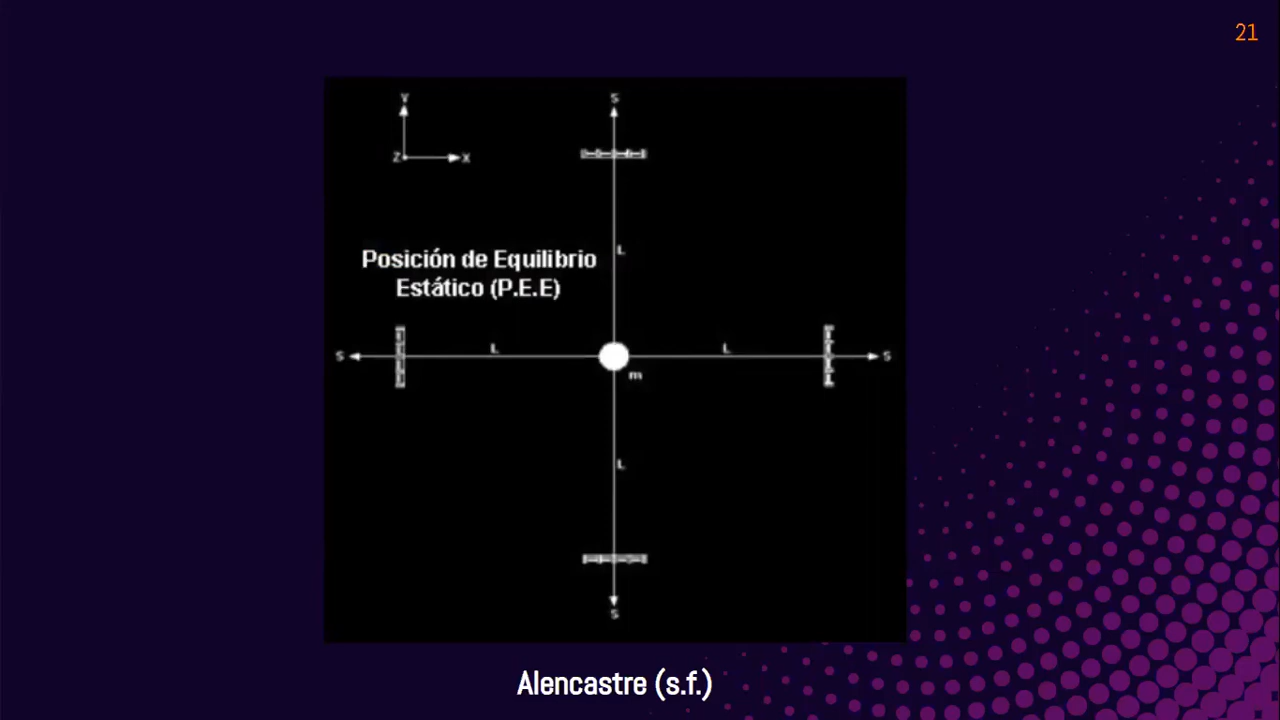 21
Y
S
Z
X
L
Posición de Equilibrio
Estático (P.E.E)
S
L
L
S
m
L
S
Alencastre (s.f.)